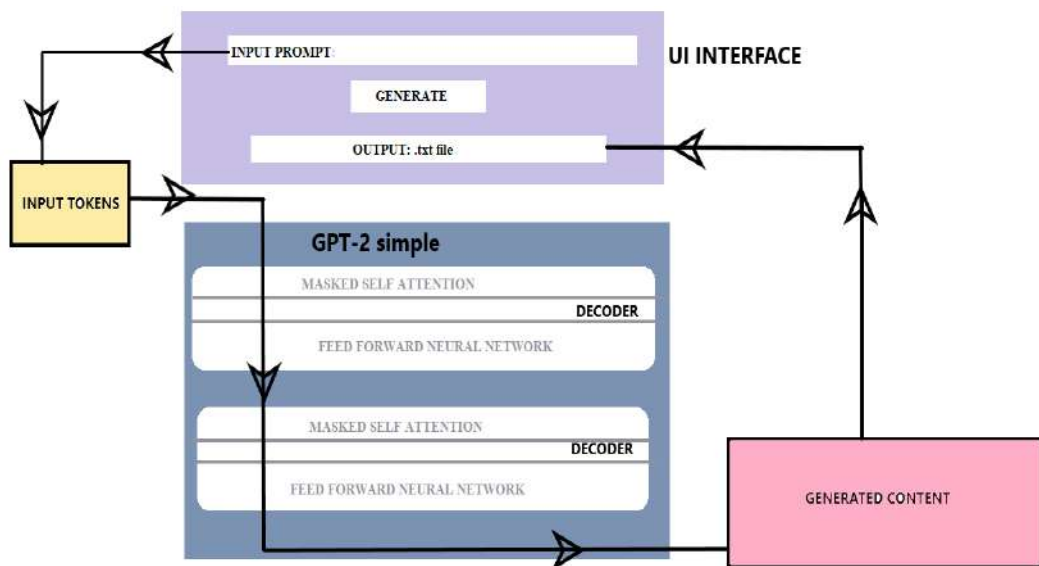 INPUT PROMPT:
UI INTERFACE
GENERATE
OUTPUT: .txt file
INPUT TOKENS
GPT-2 simple
MASKED SELF ATTENTION
DECODER
FEED FORWARD NEURAL NETWORK
MASKED SELF ATTENTION
DECODER
FEED FORWARD NEURAL NETWORK
GENERATED CONTENT